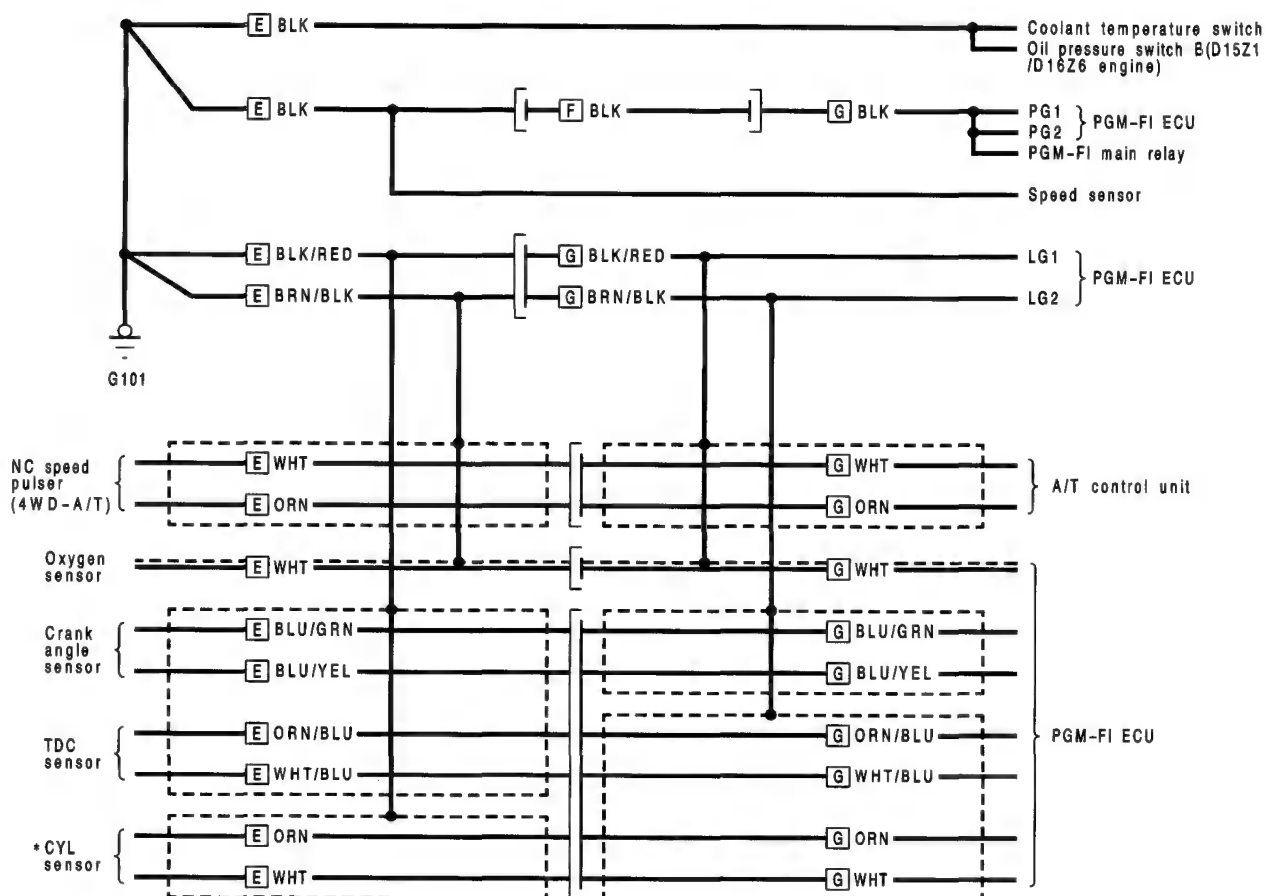 E BLK Coolant temperature switch
Oil pressure switch B(D15Z1
/D16Z6 engine)
E BLK F BLK G BLK PG1 PGM-FI ECU
PG2
PGM-FI main relay
Speed sensor
E BLK/RED G BLK/RED LG1 PGM-FI ECU
E BRN/BLK G BRN/BLK LG2
G101
NC speed
pulser
(4WD-A/T)
E WHT G WHT
E ORN G ORN
A/T control unit
Oxygen
sensor
E WHT G WHT
Crank
angle
sensor
E BLU/GRN G BLU/GRN
E BLU/YEL G BLU/YEL
TDC
sensor
E ORN/BLU G ORN/BLU
E WHT/BLU G WHT/BLU
PGM-FI ECU
*CYL
sensor
E ORN G ORN
E WHT G WHT